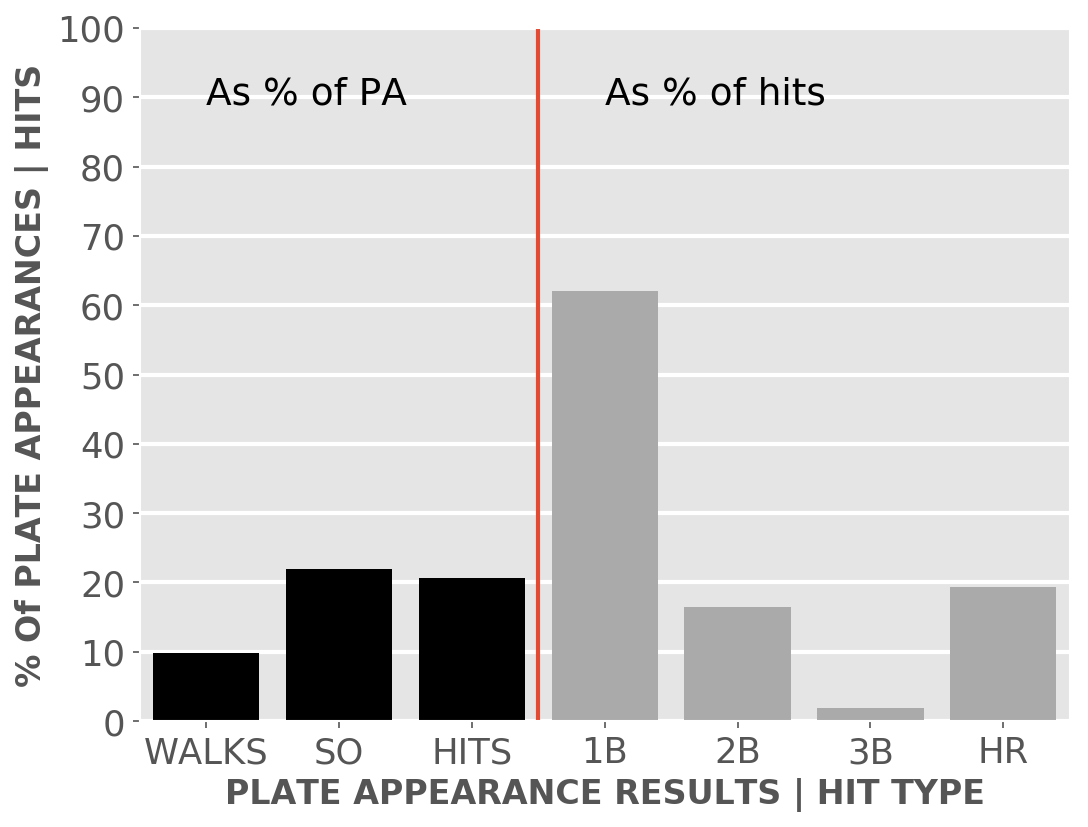 % Of PLATE APPEARANCES | HITS
100
90
80
70
60
50
40
30
20
10
0
As % of PA
As % of hits
WALKS SO HITS 1B 2B 3B HR
PLATE APPEARANCE RESULTS | HIT TYPE